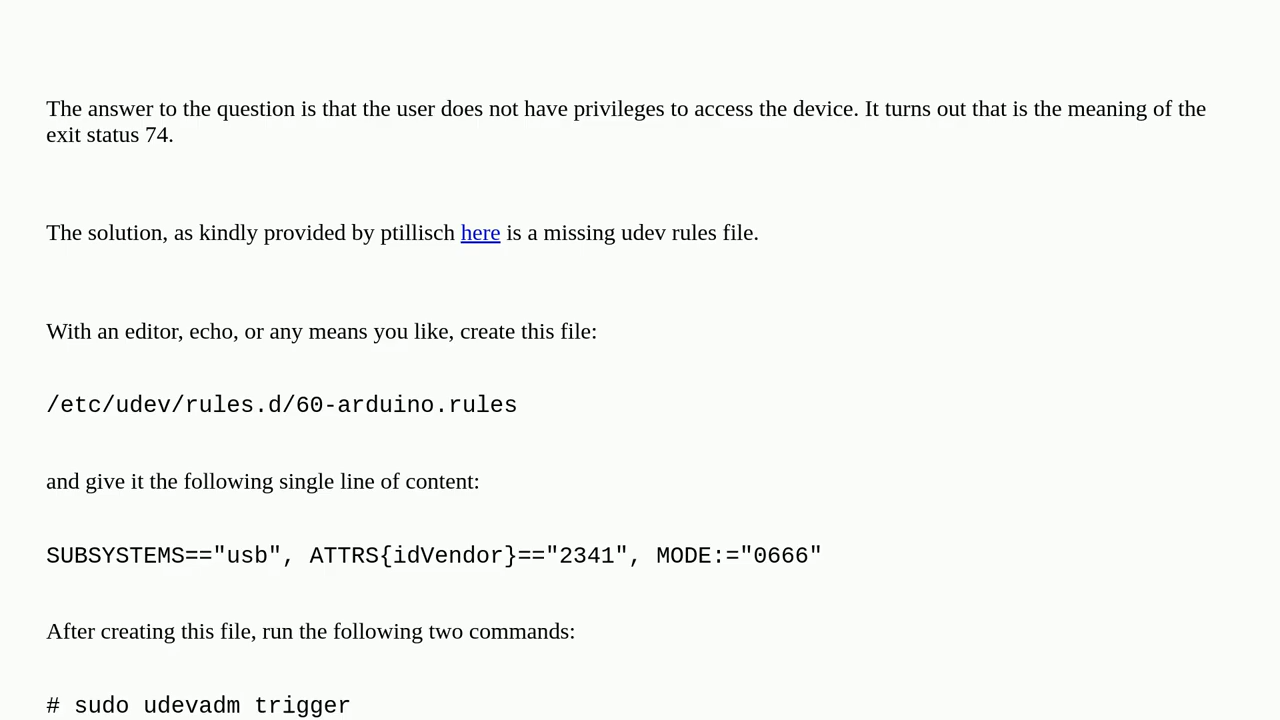 The answer to the question is that the user does not have privileges to access the device. It turns out that is the meaning of the
exit status 74.
The solution, as kindly provided by ptillisch here is a missing udev rules file.
With an editor, echo, or any means you like, create this file:
/etc/udev/rules.d/60-arduino.rules
and give it the following single line of content:
SUBSYSTEMS=="usb", ATTRS{idVendor}=="2341", MODE:="0666"
After creating this file, run the following two commands:
# sudo udevadm trigger